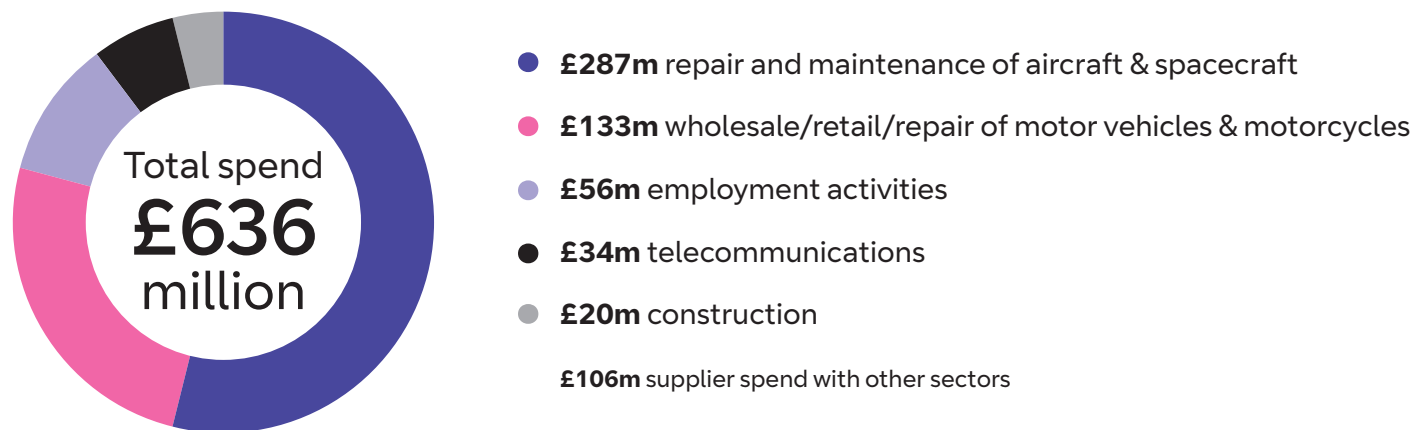 Total spend
£636
million
£287m repair and maintenance of aircraft & spacecraft
£133m wholesale/retail/repair of motor vehicles & motorcycles
£56m employment activities
£34m telecommunications
£20m construction
£106m supplier spend with other sectors